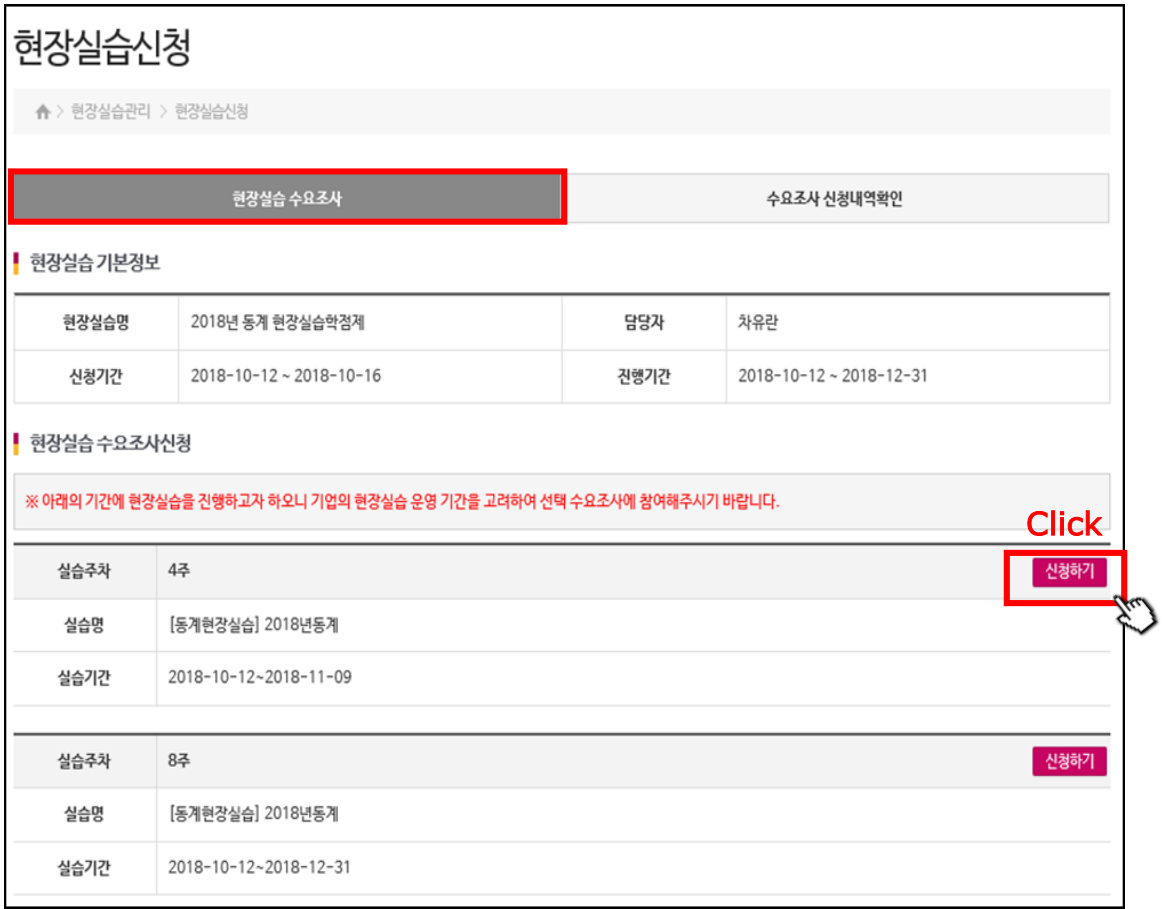 현장실습신청
> 현장실습관리 > 현장실습신청
현장실습 수요조사
수요조사 신청내역확인
현장실습 기본정보
현장실습명 2018년 동계 현장실습학점제 담당자 차유란
신청기간 2018-10-12 ~ 2018-10-16 진행기간 2018-10-12 ~ 2018-12-31
현장실습 수요조사신청
※ 아래의 기간에 현장실습을 진행하고자 하오니 기업의 현장실습 운영 기간을 고려하여 선택 수요조사에 참여해주시기 바랍니다.
Click
실습주차 4주 신청하기
실습명 [동계현장실습] 2018년동계
실습기간 2018-10-12~2018-11-09
실습주차 8주 신청하기
실습명 [동계현장실습] 2018년동계
실습기간 2018-10-12~2018-12-31